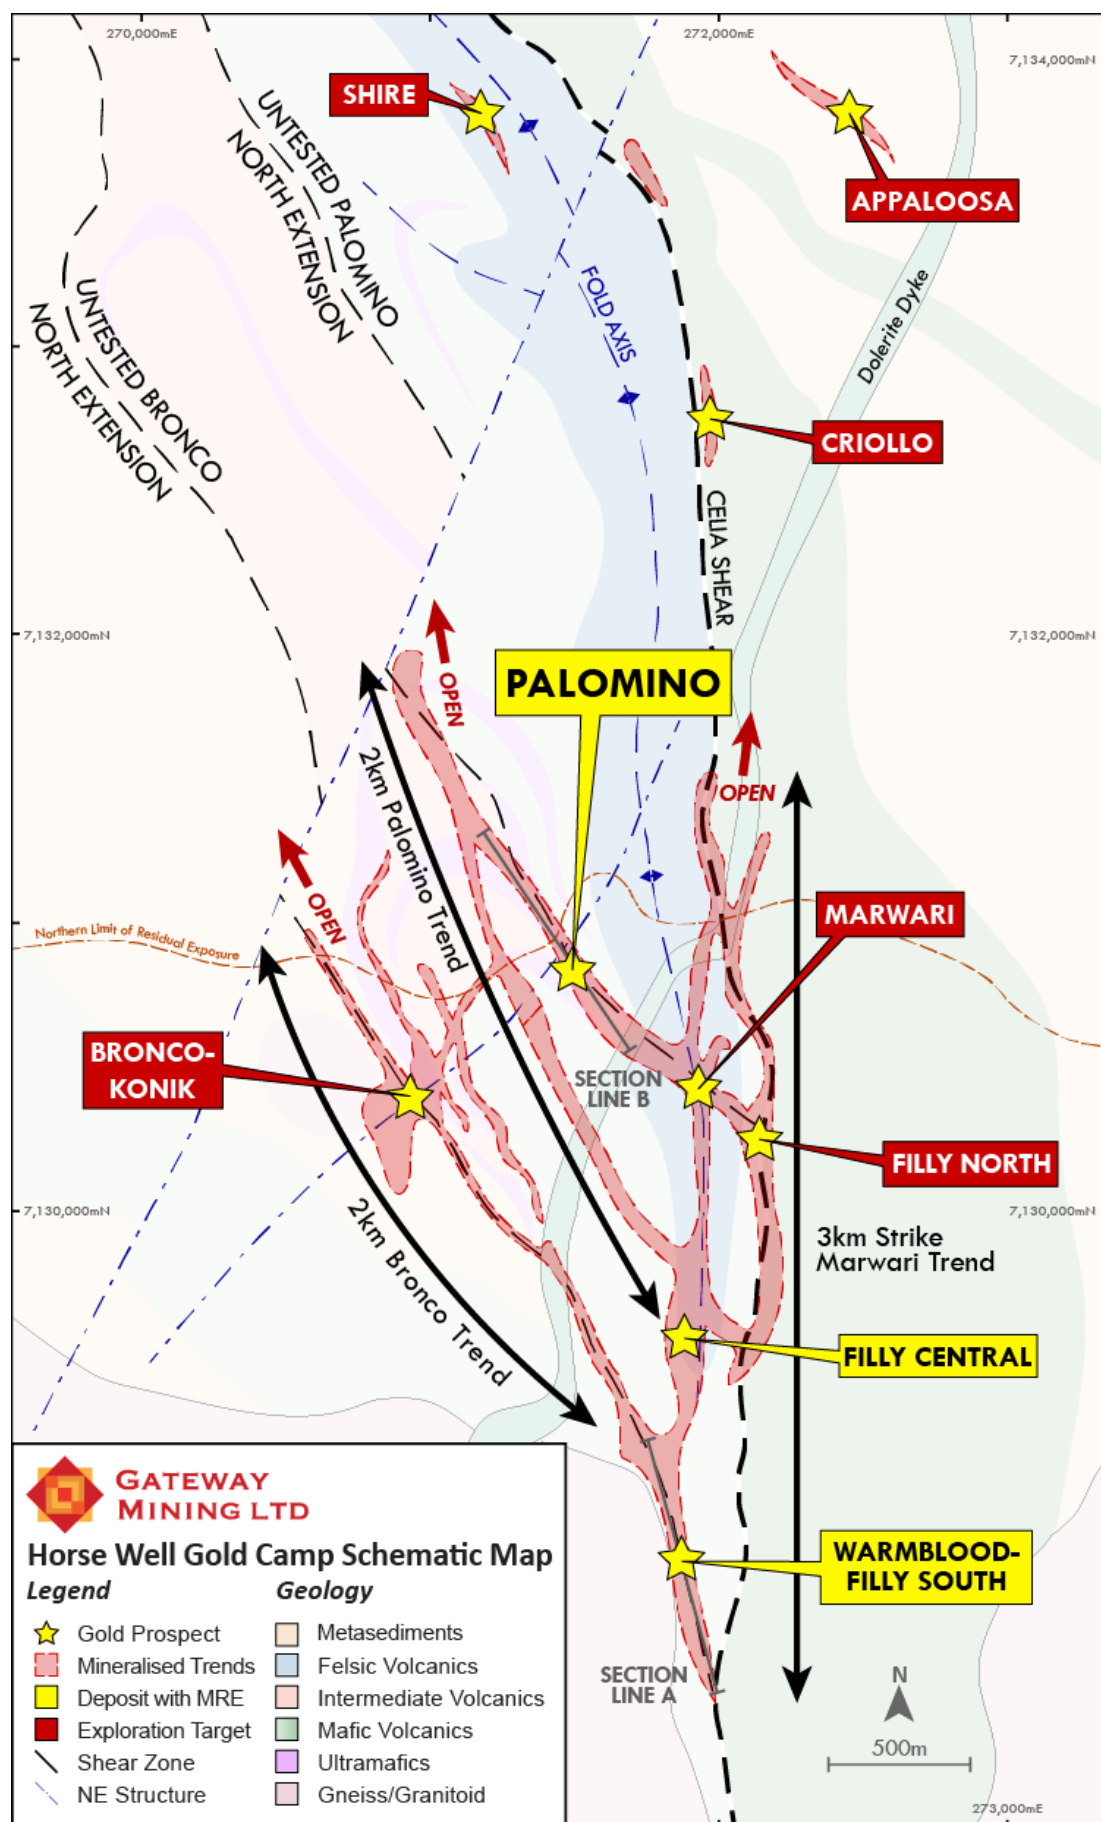 270,000mE
272,000mE
7,134,000mN
SHIRE
APPALOOSA
UNTESTED PALOMINO
NORTH EXTENSION
UNTESTED BRONCO
NORTH EXTENSION
FOLD AXIS
Dolerite Dyke
CRIOLLO
CELIA SHEAR
7,132,000mN
7,132,000mN
PALOMINO
OPEN
OPEN
2km Palomino Trend
OPEN
MARWARI
Northern Limit of Residual Exposure
BRONCO-
KONIK
SECTION
LINE B
FILLY NORTH
7,130,000mN
7,130,000mN
3km Strike
Marwari Trend
2km Bronco Trend
FILLY CENTRAL
WARMBLOOD-
FILLY SOUTH
SECTION
LINE A
N
500m
273,000mE
GATEWAY
MINING LTD
Horse Well Gold Camp Schematic Map
Legend
Gold Prospect
Mineralised Trends
Deposit with MRE
Exploration Target
Shear Zone
NE Structure
Geology
Metasediments
Felsic Volcanics
Intermediate Volcanics
Mafic Volcanics
Ultramafics
Gneiss/Granitoid